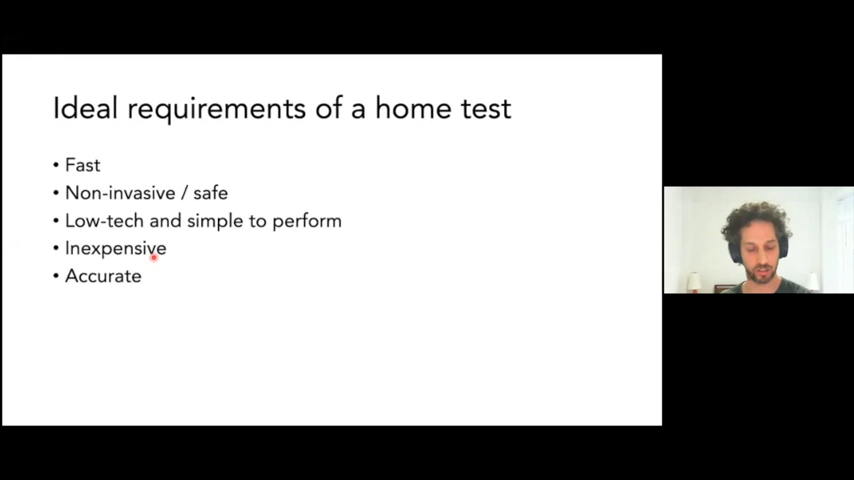 Ideal requirements of a home test
• Fast
• Non-invasive / safe
• Low-tech and simple to perform
• Inexpensive
• Accurate